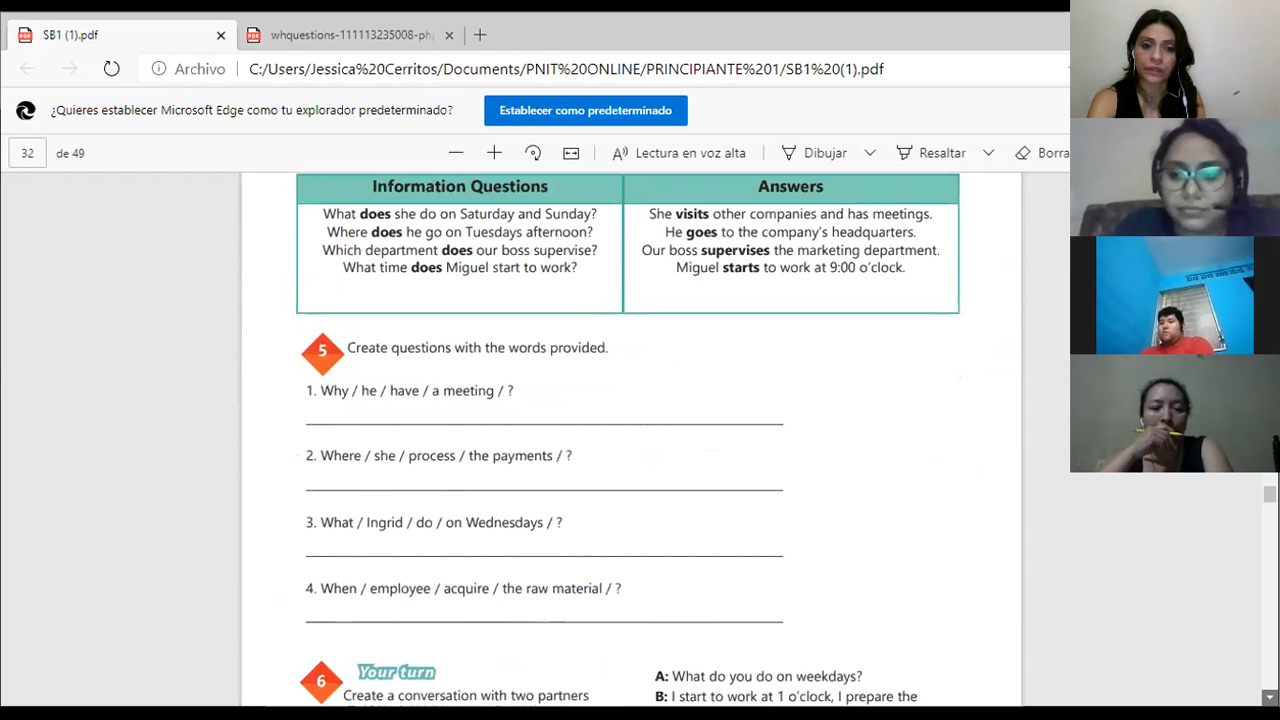 SB1 (1).pdf
whquestions-111113235008-ph
Archivo
C:/Users/Jessica%20Cerritos/Documents/PNIT%20ONLINE/PRINCIPIANTE%201/SB1%20(1).pdf
¿Quieres establecer Microsoft Edge como tu explorador predeterminado?
Establecer como predeterminado
32 de 49
Lectura en voz alta
Dibujar
Resaltar
Borra
Information Questions
Answers
What does she do on Saturday and Sunday?
She visits other companies and has meetings.
Where does he go on Tuesdays afternoon?
He goes to the company's headquarters.
Which department does our boss supervise?
Our boss supervises the marketing department.
What time does Miguel start to work?
Miguel starts to work at 9:00 o'clock.
5 Create questions with the words provided.
1. Why / he / have / a meeting / ?
2. Where / she / process / the payments / ?
3. What / Ingrid / do / on Wednesdays / ?
4. When / employee / acquire / the raw material / ?
6 Your turn
Create a conversation with two partners
A: What do you do on weekdays?
B: I start to work at 1 o'clock, I prepare the